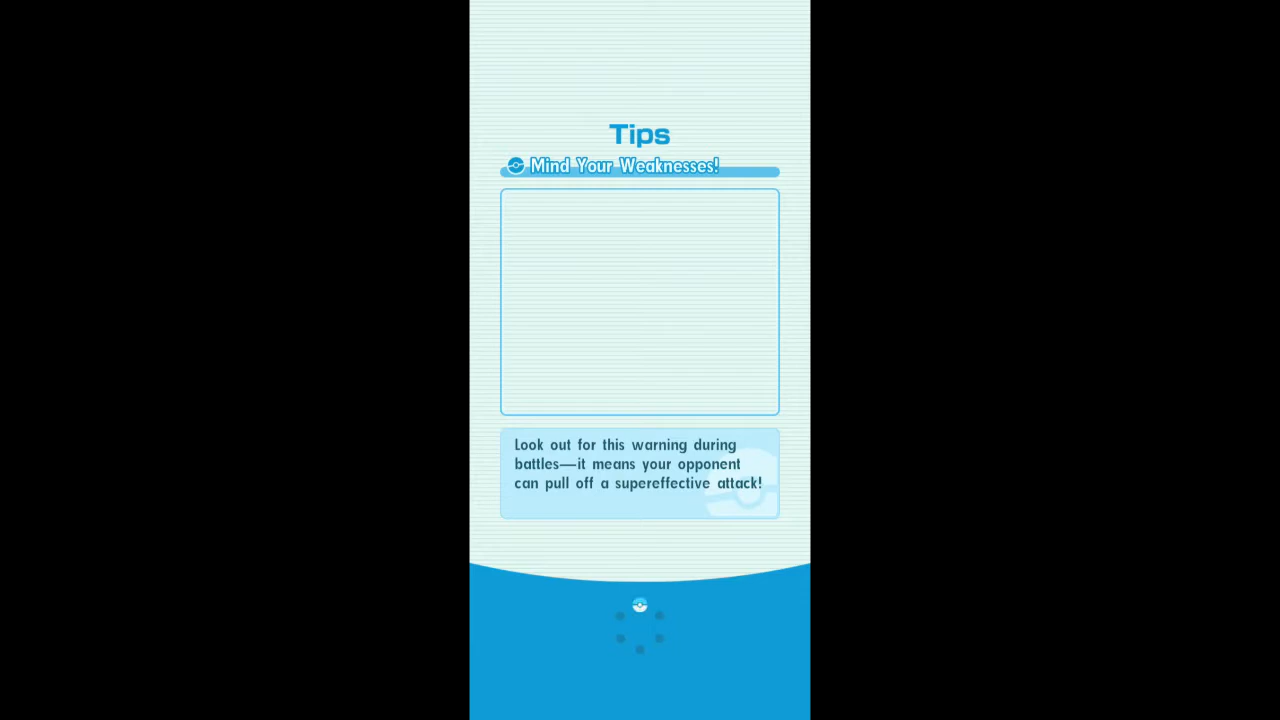 Tips
Mind Your Weaknesses!
Look out for this warning during
battles—it means your opponent
can pull off a supereffective attack!